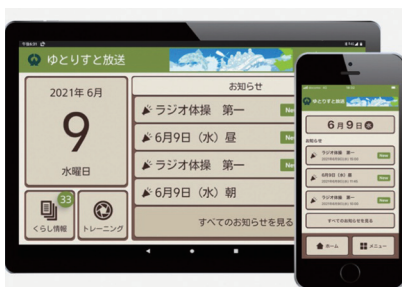 ゆとりすと放送
2021年 6月
9
水曜日
33
くらし情報
トレーニング
お知らせ
ラジオ体操　第一
New
6月9日（水）昼
ラジオ体操　第一
6月9日（水）朝
すべてのお知らせを見る
ゆとりすと放送
6月9日 水
お知らせ
ラジオ体操　第一
New
6月9日（水）昼
New
ラジオ体操　第一
New
すべてのお知らせを見る
ホーム
メニュー